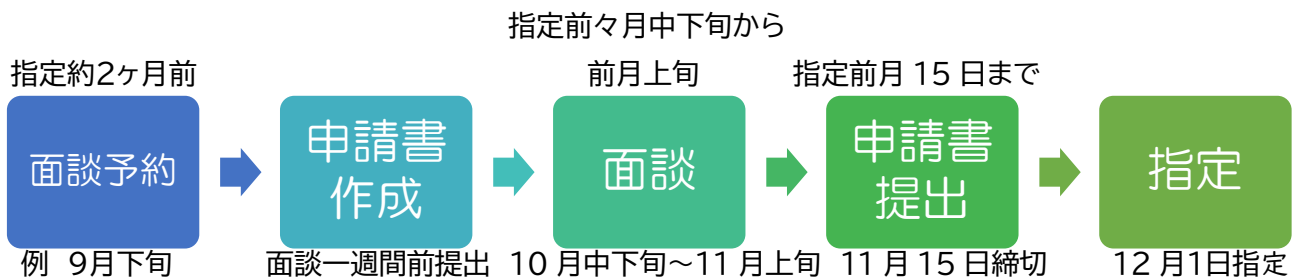 指定前々月中下旬から
指定約2ヶ月前
前月上旬
指定前月 15 日まで
面談予約
申請書
作成
面談
申請書
提出
指定
例 9月下旬
面談一週間前提出
10 月中下旬～11 月上旬
11 月 15 日締切
12 月1日指定